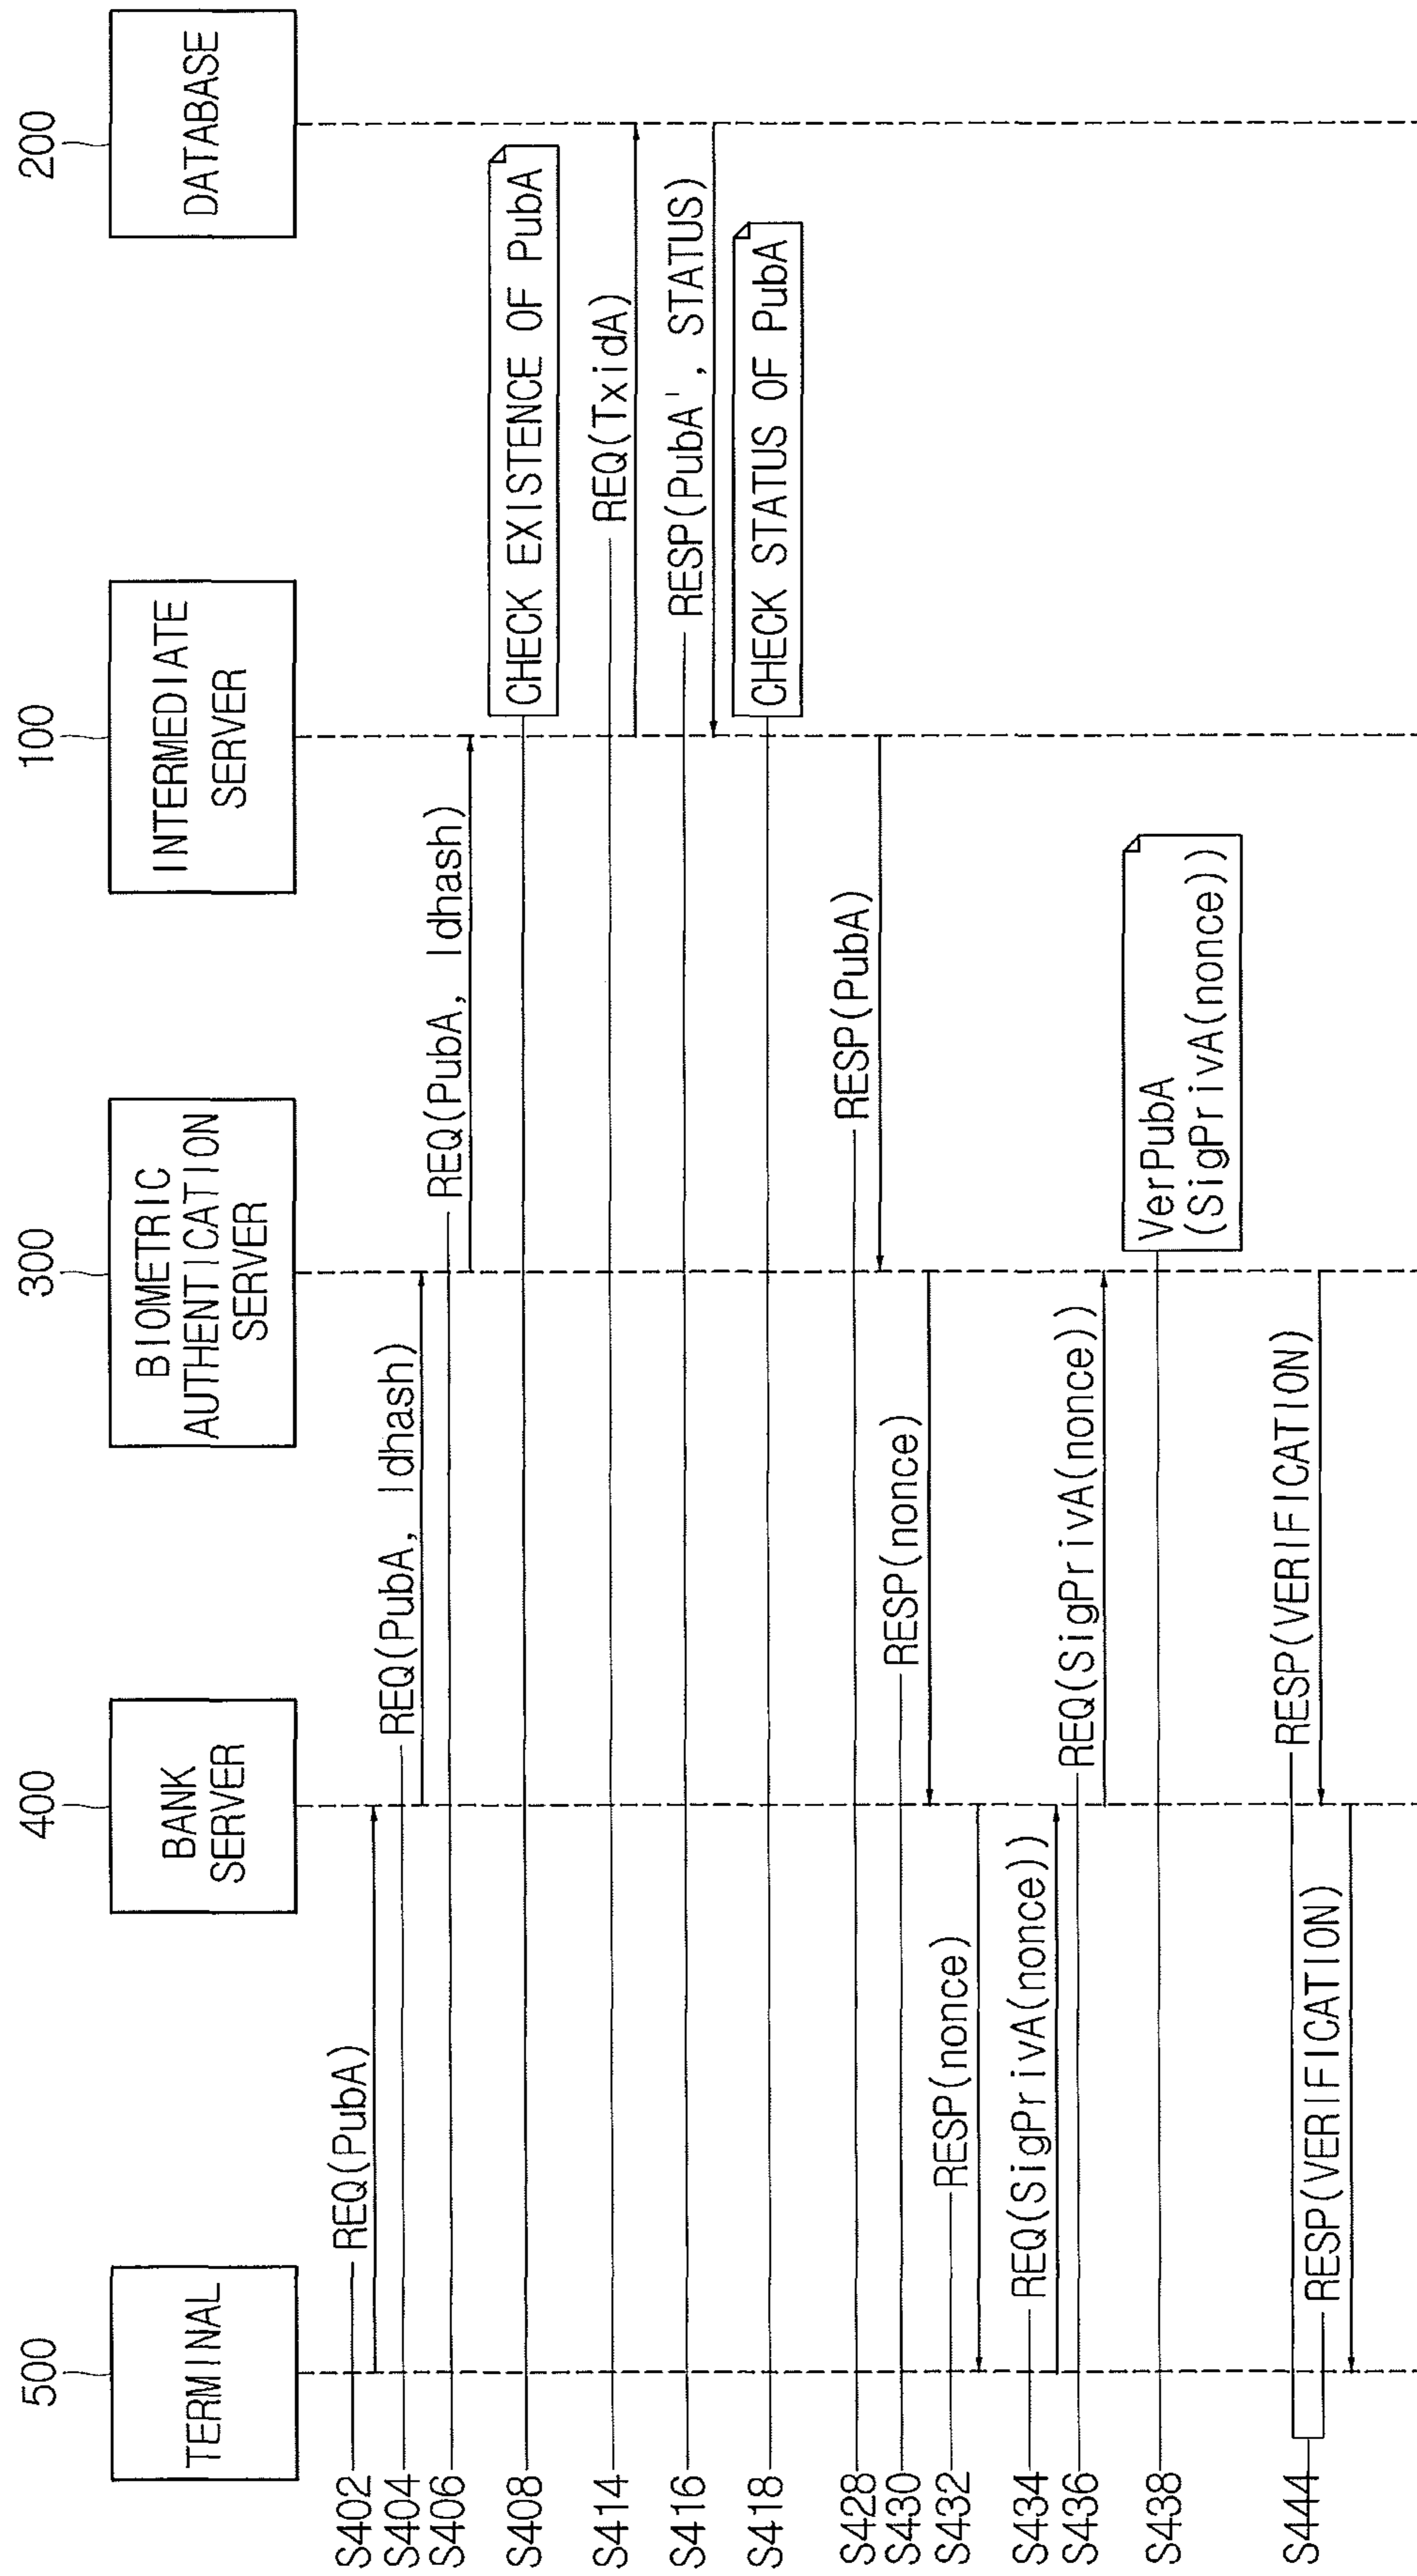 500
400
300
100
200
TERMINAL
BANK
SERVER
BIOMETRIC
AUTHENTICATION
SERVER
INTERMEDIATE
SERVER
DATABASE
S402
REQ(PubA)
S404
REQ(PubA, Idhash)
S406
REQ(PubA, Idhash)
S408
CHECK EXISTENCE OF PubA
S414
REQ(TxidA)
S416
RESP(PubA', STATUS)
S418
CHECK STATUS OF PubA
S428
RESP(PubA)
S430
RESP(nonce)
S432
RESP(nonce)
S434
REQ(SigPrivA(nonce))
S436
REQ(SigPrivA(nonce))
S438
VerPubA
(SigPrivA(nonce))
S444
RESP(VERIFICATION)
RESP(VERIFICATION)